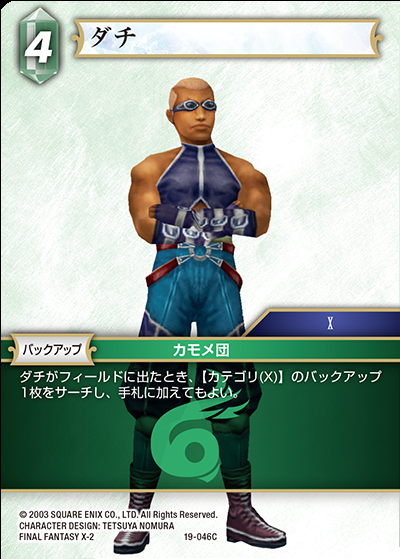 4
ダチ
X
バックアップ
カモメ団
ダチがフィールドに出たとき、【カテゴリ(X)】のバックアップ
1枚をサーチし、手札に加えてもよい。
© 2003 SQUARE ENIX CO., LTD. All Rights Reserved.
CHARACTER DESIGN: TETSUYA NOMURA
FINAL FANTASY X-2
19-046C